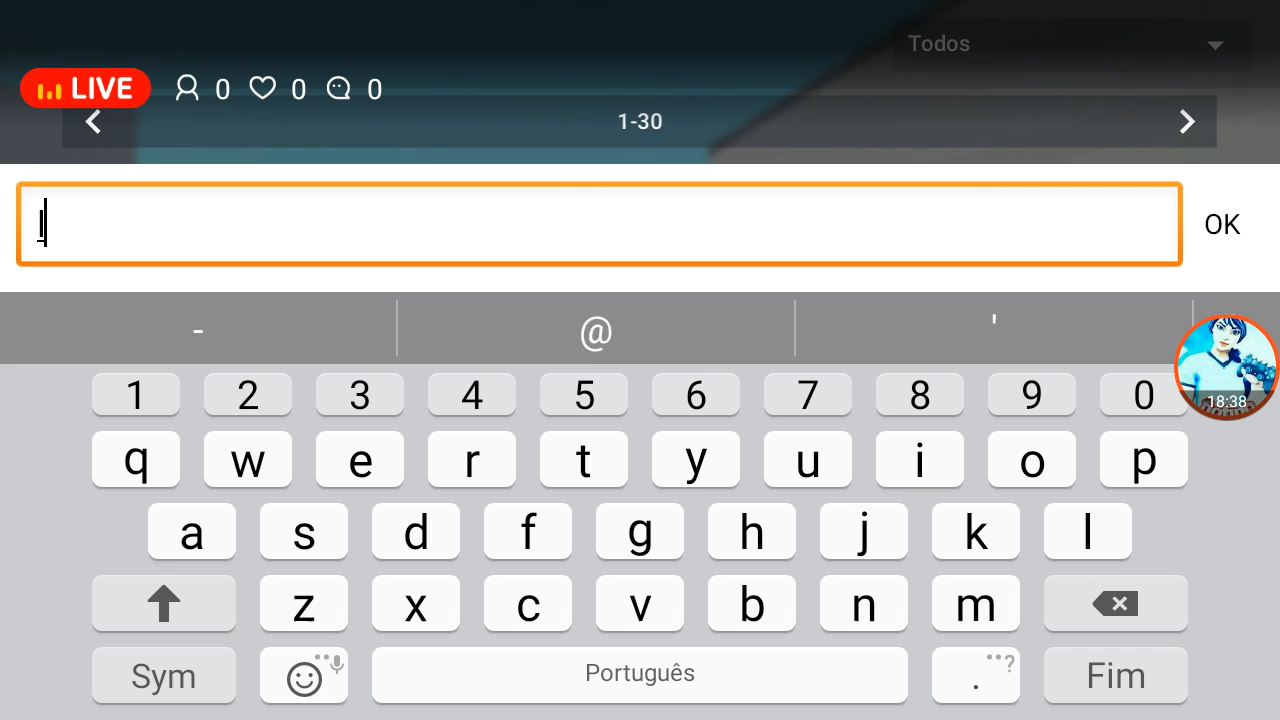 Todos
LIVE 0 0 0
1-30
OK
- @ '
1 2 3 4 5 6 7 8 9 0
18:38
q w e r t y u i o p
a s d f g h j k l
z x c v b n m
Sym Português . ? Fim